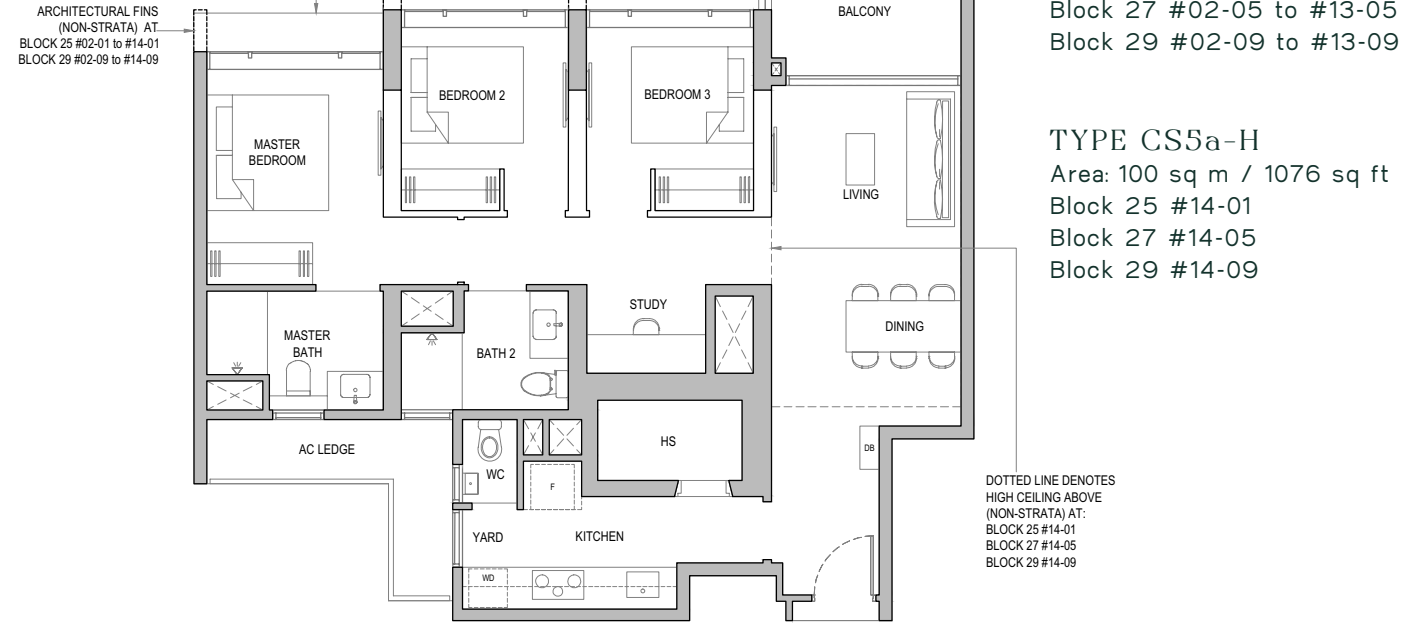 ARCHITECTURAL FINS
(NON-STRATA) AT
BLOCK 25 #02-01 to #14-01
BLOCK 29 #02-09 to #14-09
BALCONY
Block 27 #02-05 to #13-05
Block 29 #02-09 to #13-09
BEDROOM 2
BEDROOM 3
MASTER
BEDROOM
TYPE CS5a-H
Area: 100 sq m / 1076 sq ft
Block 25 #14-01
Block 27 #14-05
Block 29 #14-09
LIVING
STUDY
DINING
MASTER
BATH
BATH 2
AC LEDGE
HS
DB
WC
F
YARD
KITCHEN
WD
DOTTED LINE DENOTES
HIGH CEILING ABOVE
(NON-STRATA) AT:
BLOCK 25 #14-01
BLOCK 27 #14-05
BLOCK 29 #14-09